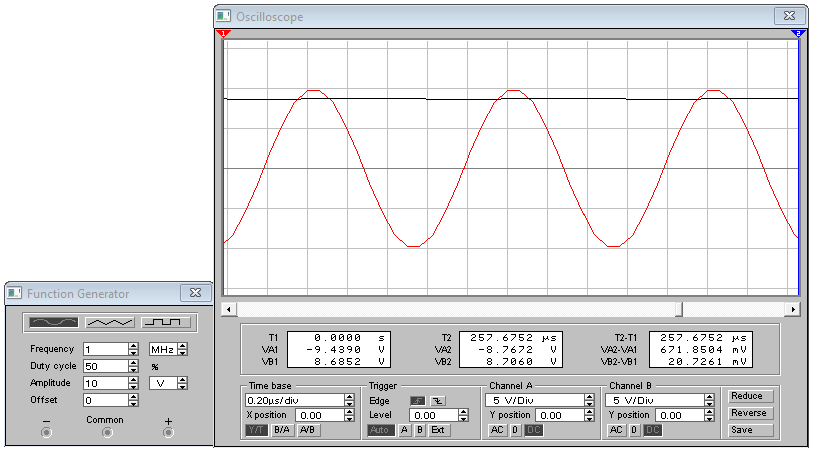 Oscilloscope
1 2
Function Generator
Frequency 1 MHz
Duty cycle 50 %
Amplitude 10 V
Offset 0
− Common +
T1 0.0000 s T2 257.6752 µs T2-T1 257.6752 µs
VA1 -9.4390 V VA2 -8.7672 V VA2-VA1 671.8504 mV
VB1 8.6852 V VB2 8.7060 V VB2-VB1 20.7261 mV
Time base Trigger Channel A Channel B
0.20µs/div Edge 5 V/Div 5 V/Div Reduce
X position 0.00 Level 0.00 Y position 0.00 Y position 0.00 Reverse
Y/T B/A A/B Auto A B Ext AC 0 DC AC 0 DC Save